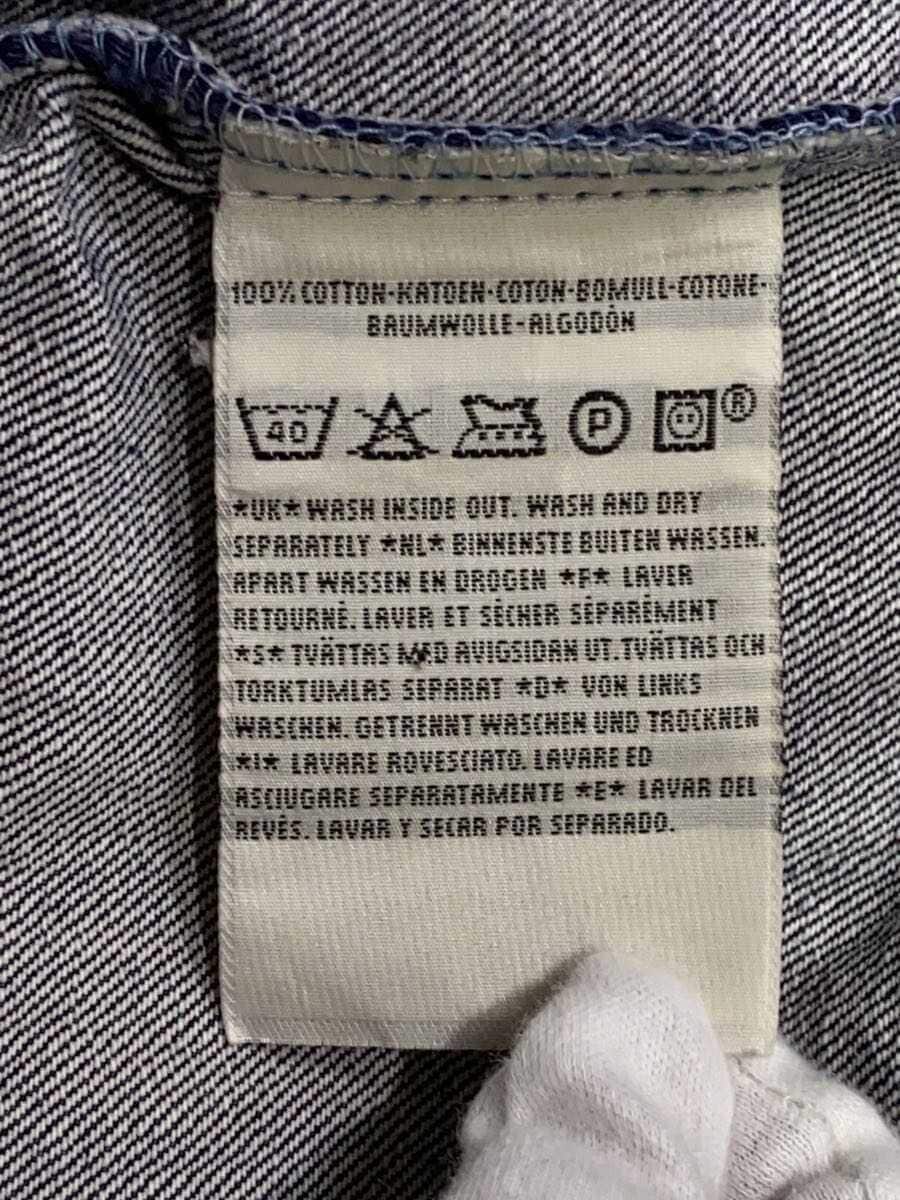 100% COTTON-KATOEN-COTON-BOMULL-COTONE-
BAUMWOLLE-ALGODÓN
40 P ®
*UK* WASH INSIDE OUT. WASH AND DRY
SEPARATELY *NL* BINNENSTE BUITEN WASSEN.
APART WASSEN EN DROGEN *F* LAVER
RETOURNÉ. LAVER ET SÉCHER SÉPARÉMENT
*S* TVÄTTAS MED AVIGSIDAN UT. TVÄTTAS OCH
TORKTUMLAS SEPARAT *D* VON LINKS
WASCHEN. GETRENNT WASCHEN UND TROCKNEN
*I* LAVARE ROVESCIATO. LAVARE ED
ASCIUGARE SEPARATAMENTE *E* LAVAR DEL
REVÉS. LAVAR Y SECAR POR SEPARADO.